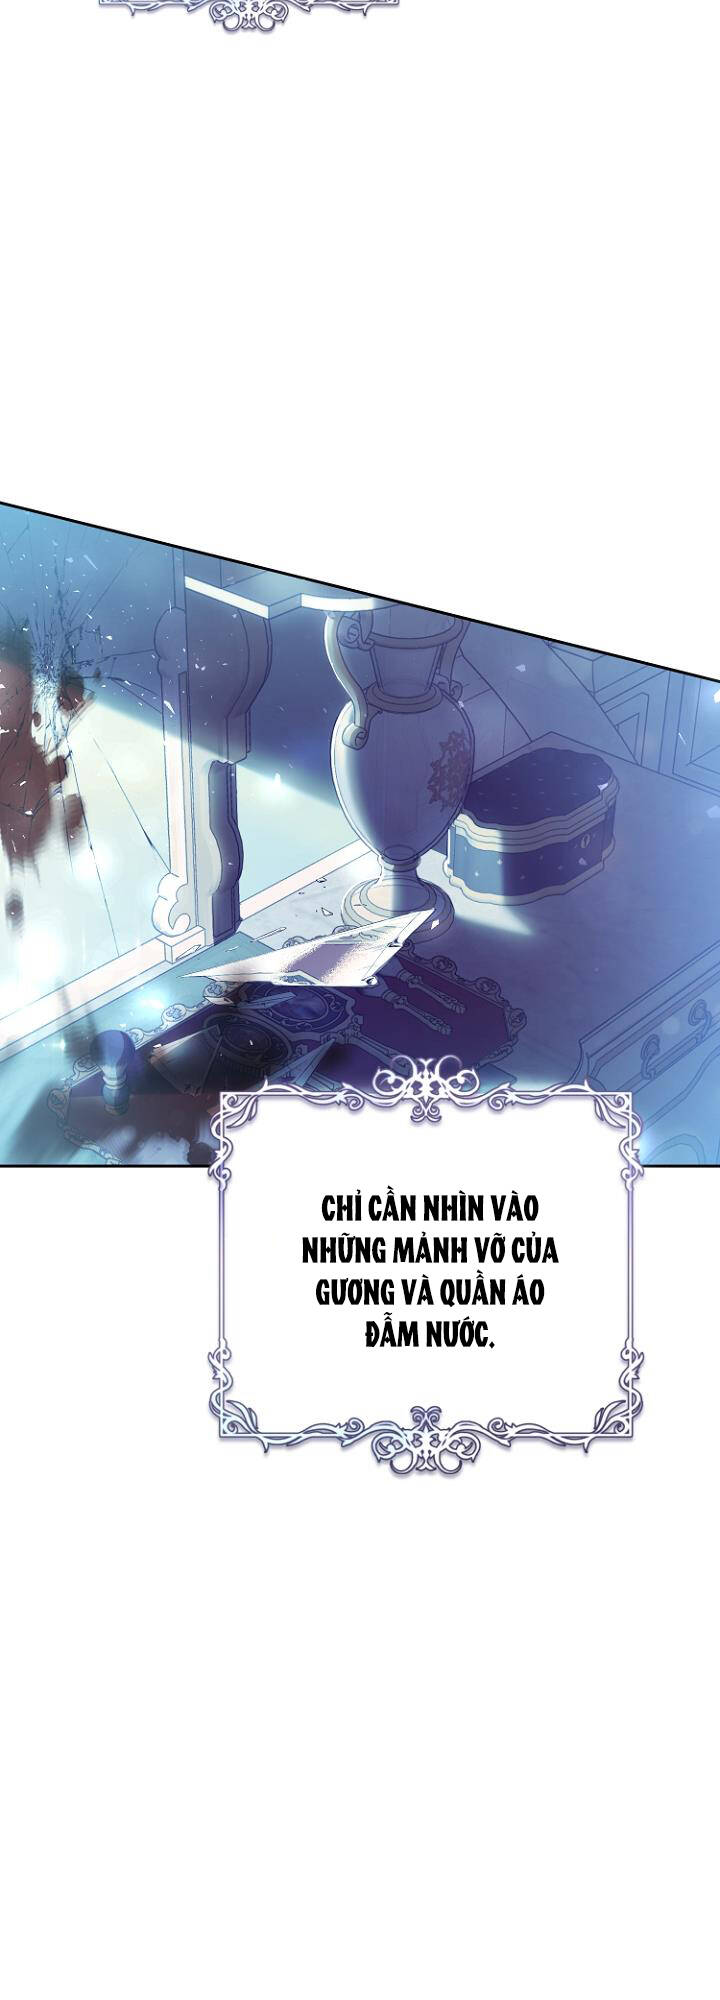 CHỈ CẦN NHÌN VÀO
NHỮNG MẢNH VỠ CỦA
GƯƠNG VÀ QUẦN ÁO
ĐẪM NƯỚC.